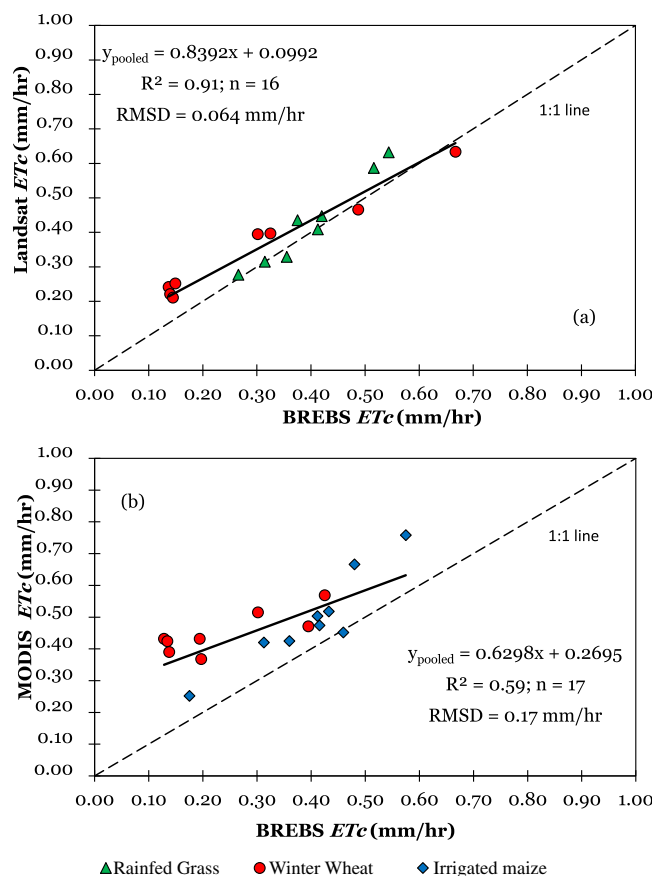 1.00
0.90
0.80
0.70
0.60
0.50
0.40
0.30
0.20
0.10
0.00
Landsat ETc (mm/hr)
y_pooled = 0.8392x + 0.0992
R² = 0.91; n = 16
RMSD = 0.064 mm/hr
1:1 line
(a)
0.00 0.10 0.20 0.30 0.40 0.50 0.60 0.70 0.80 0.90 1.00
BREBS ETc (mm/hr)
1.00
0.90
0.80
0.70
0.60
0.50
0.40
0.30
0.20
0.10
0.00
MODIS ETc (mm/hr)
(b)
1:1 line
y_pooled = 0.6298x + 0.2695
R² = 0.59; n = 17
RMSD = 0.17 mm/hr
0.00 0.10 0.20 0.30 0.40 0.50 0.60 0.70 0.80 0.90 1.00
BREBS ETc (mm/hr)
Rainfed Grass Winter Wheat Irrigated maize